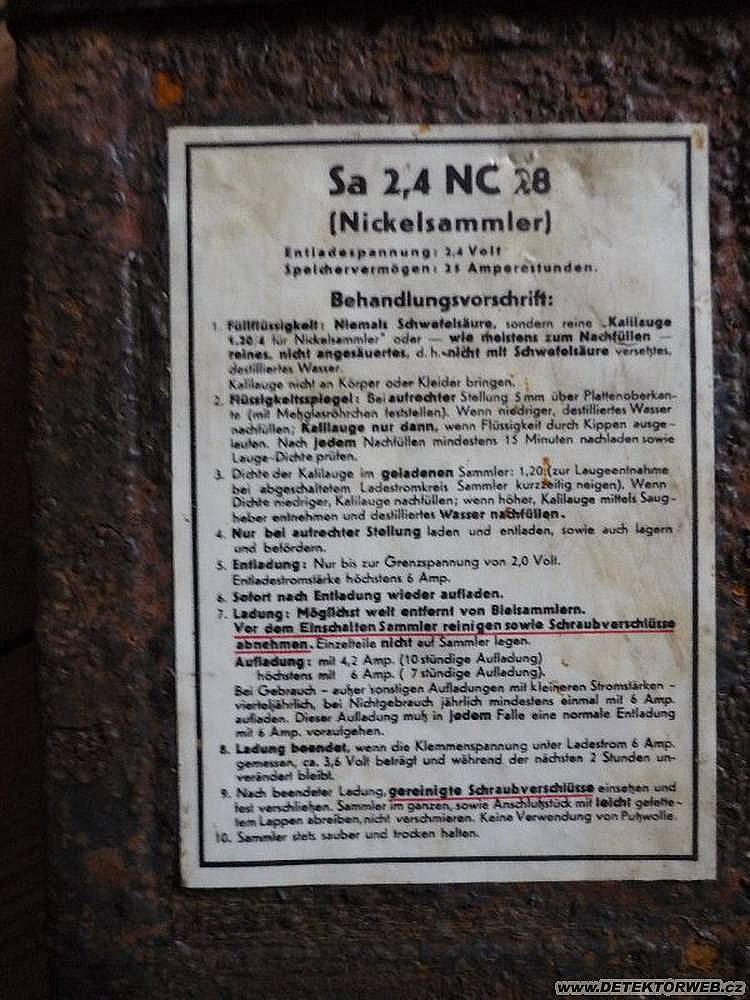 Sa 2,4 NC 28
(Nickelsammler)
Entladespannung: 2,4 Volt
Speichervermögen: 25 Amperestunden.
Behandlungsvorschrift:
1. Füllflüssigkeit: Niemals Schwefelsäure, sondern reine „Kalilauge
1,20/4 für Nickelsammler" oder — wie meistens zum Nachfüllen —
reines, nicht angesäuertes, d. h. nicht mit Schwefelsäure versetztes,
destilliertes Wasser.
Kalilauge nicht an Körper oder Kleider bringen.
2. Flüssigkeitsspiegel: Bei aufrechter Stellung 5 mm über Plattenoberkan-
te (mit Meßglasröhrchen feststellen). Wenn niedriger, destilliertes Wasser
nachfüllen; Kalilauge nur dann, wenn Flüssigkeit durch Kippen ausge-
laufen. Nach jedem Nachfüllen mindestens 15 Minuten nachladen sowie
Lauge-Dichte prüfen.
3. Dichte der Kalilauge im geladenen Sammler: 1,20 (zur Laugeentnahme
bei abgeschaltetem Ladestromkreis Sammler kurzzeitig neigen). Wenn
Dichte niedriger, Kalilauge nachfüllen; wenn höher, Kalilauge mittels Saug-
heber entnehmen und destilliertes Wasser nachfüllen.
4. Nur bei aufrechter Stellung laden und entladen, sowie auch lagern
und befördern.
5. Entladung: Nur bis zur Grenzspannung von 2,0 Volt.
Entladestromstärke höchstens 6 Amp.
6. Sofort nach Entladung wieder aufladen.
7. Ladung: Möglichst weit entfernt von Bleisammlern.
Vor dem Einschalten Sammler reinigen sowie Schraubverschlüsse
abnehmen. Einzelteile nicht auf Sammler legen.
Aufladung: mit 4,2 Amp. (10 stündige Aufladung)
höchstens mit 6 Amp. ( 7 stündige Aufladung).
Bei Gebrauch – außer sonstigen Aufladungen mit kleineren Stromstärken –
vierteljährlich, bei Nichtgebrauch jährlich mindestens einmal mit 6 Amp.
aufladen. Dieser Aufladung muß in jedem Falle eine normale Entladung
mit 6 Amp. voraufgehen.
8. Ladung beendet, wenn die Klemmenspannung unter Ladestrom 6 Amp.
gemessen, ca. 3,6 Volt beträgt und während der nächsten 2 Stunden un-
verändert bleibt.
9. Nach beendeter Ladung, gereinigte Schraubverschlüsse einsetzen und
fest verschließen. Sammler im ganzen, sowie Anschlußstück mit leicht gefette-
tem Lappen abreiben, nicht verschmieren. Keine Verwendung von Putzwolle.
10. Sammler stets sauber und trocken halten.
www.DETEKTORWEB.cz